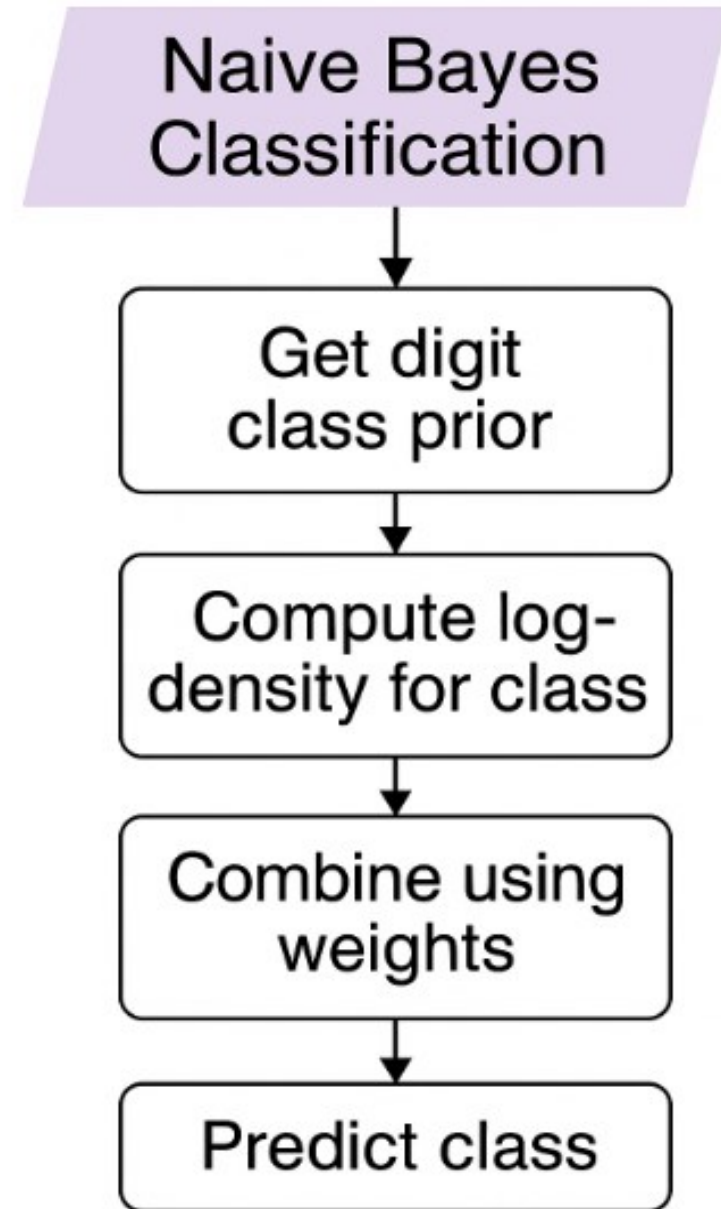 Naive Bayes
Classification
Get digit
class prior
Compute log-
density for class
Combine using
weights
Predict class